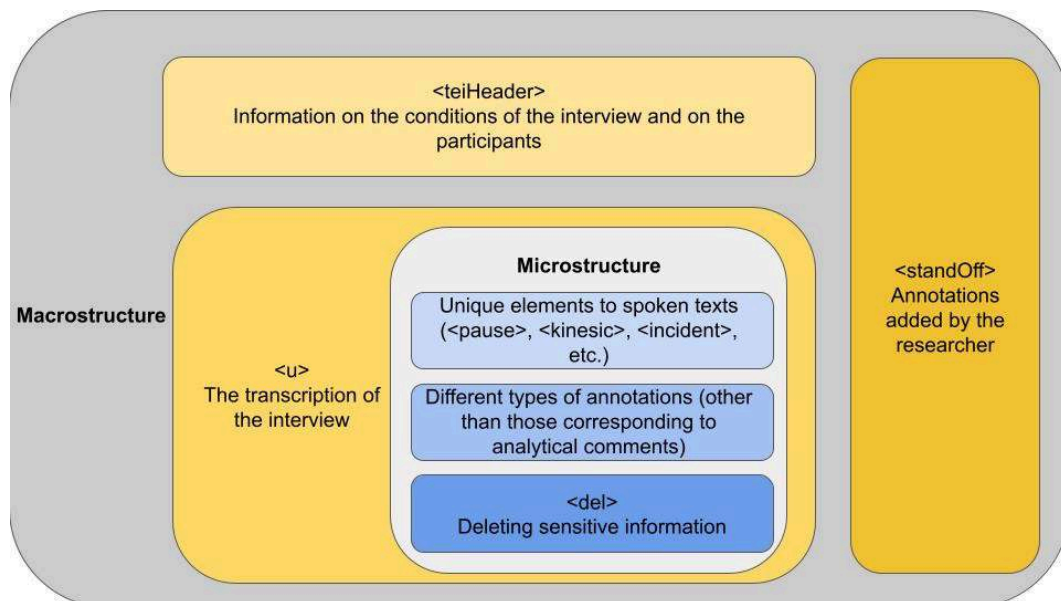 <teiHeader>
Information on the conditions of the interview and on the
participants
Macrostructure
<u>
The transcription of
the interview
Microstructure
Unique elements to spoken texts
(<pause>, <kinesic>, <incident>,
etc.)
Different types of annotations (other
than those corresponding to
analytical comments)
<del>
Deleting sensitive information
<standOff>
Annotations
added by the
researcher